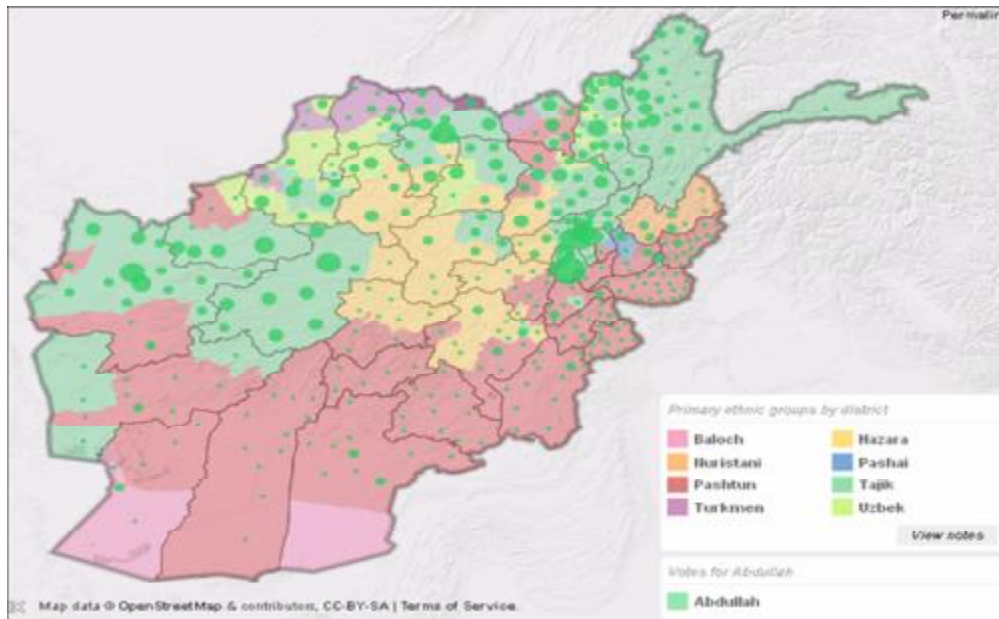 Permalin
Primary ethnic groups by district
Baloch
Nuristani
Pashtun
Turkmen
Hazara
Pashai
Tajik
Uzbek
View notes
Votes for Abdullah
Abdullah
Map data © OpenStreetMap & contributors, CC-BY-SA | Terms of Service.